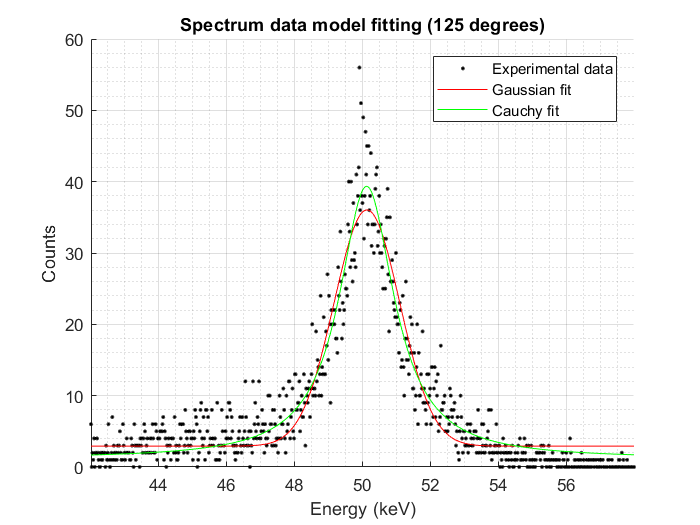 Spectrum data model fitting (125 degrees)
60
50
40
30
20
10
0
Counts
Experimental data
Gaussian fit
Cauchy fit
44 46 48 50 52 54 56
Energy (keV)